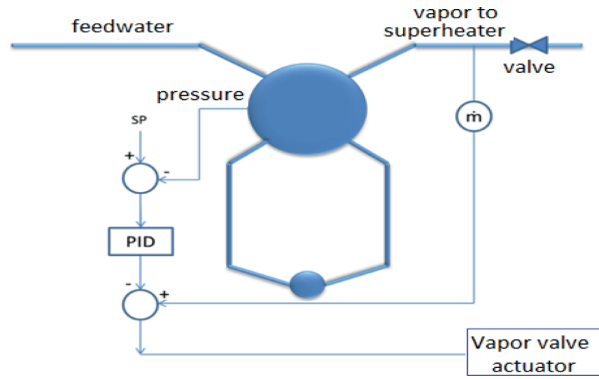 feedwater
vapor to
superheater
valve
pressure
ṁ
SP
+
-
PID
-
+
Vapor valve
actuator